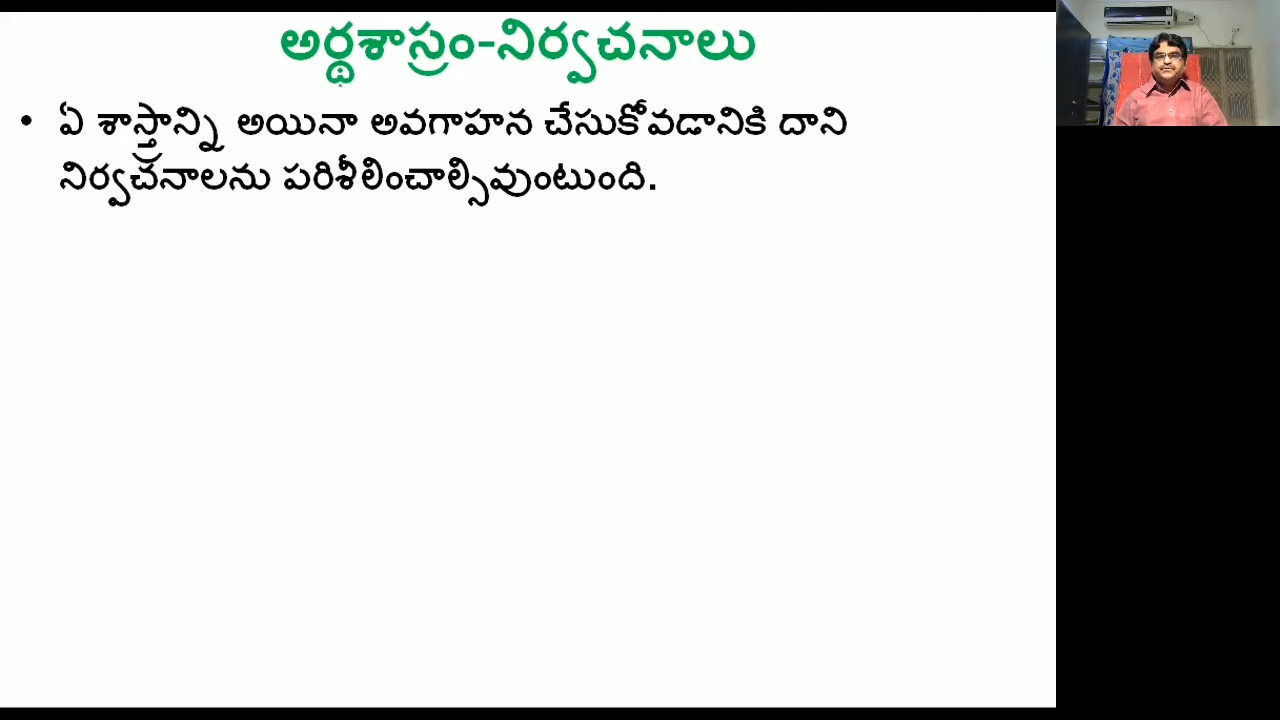 అర్థశాస్రం-నిర్వచనాలు
• ఏ శాస్త్రాన్ని అయినా అవగాహన చేసుకోవడానికి దాని
నిర్వచనాలను పరిశీలించాల్సివుంటుంది.